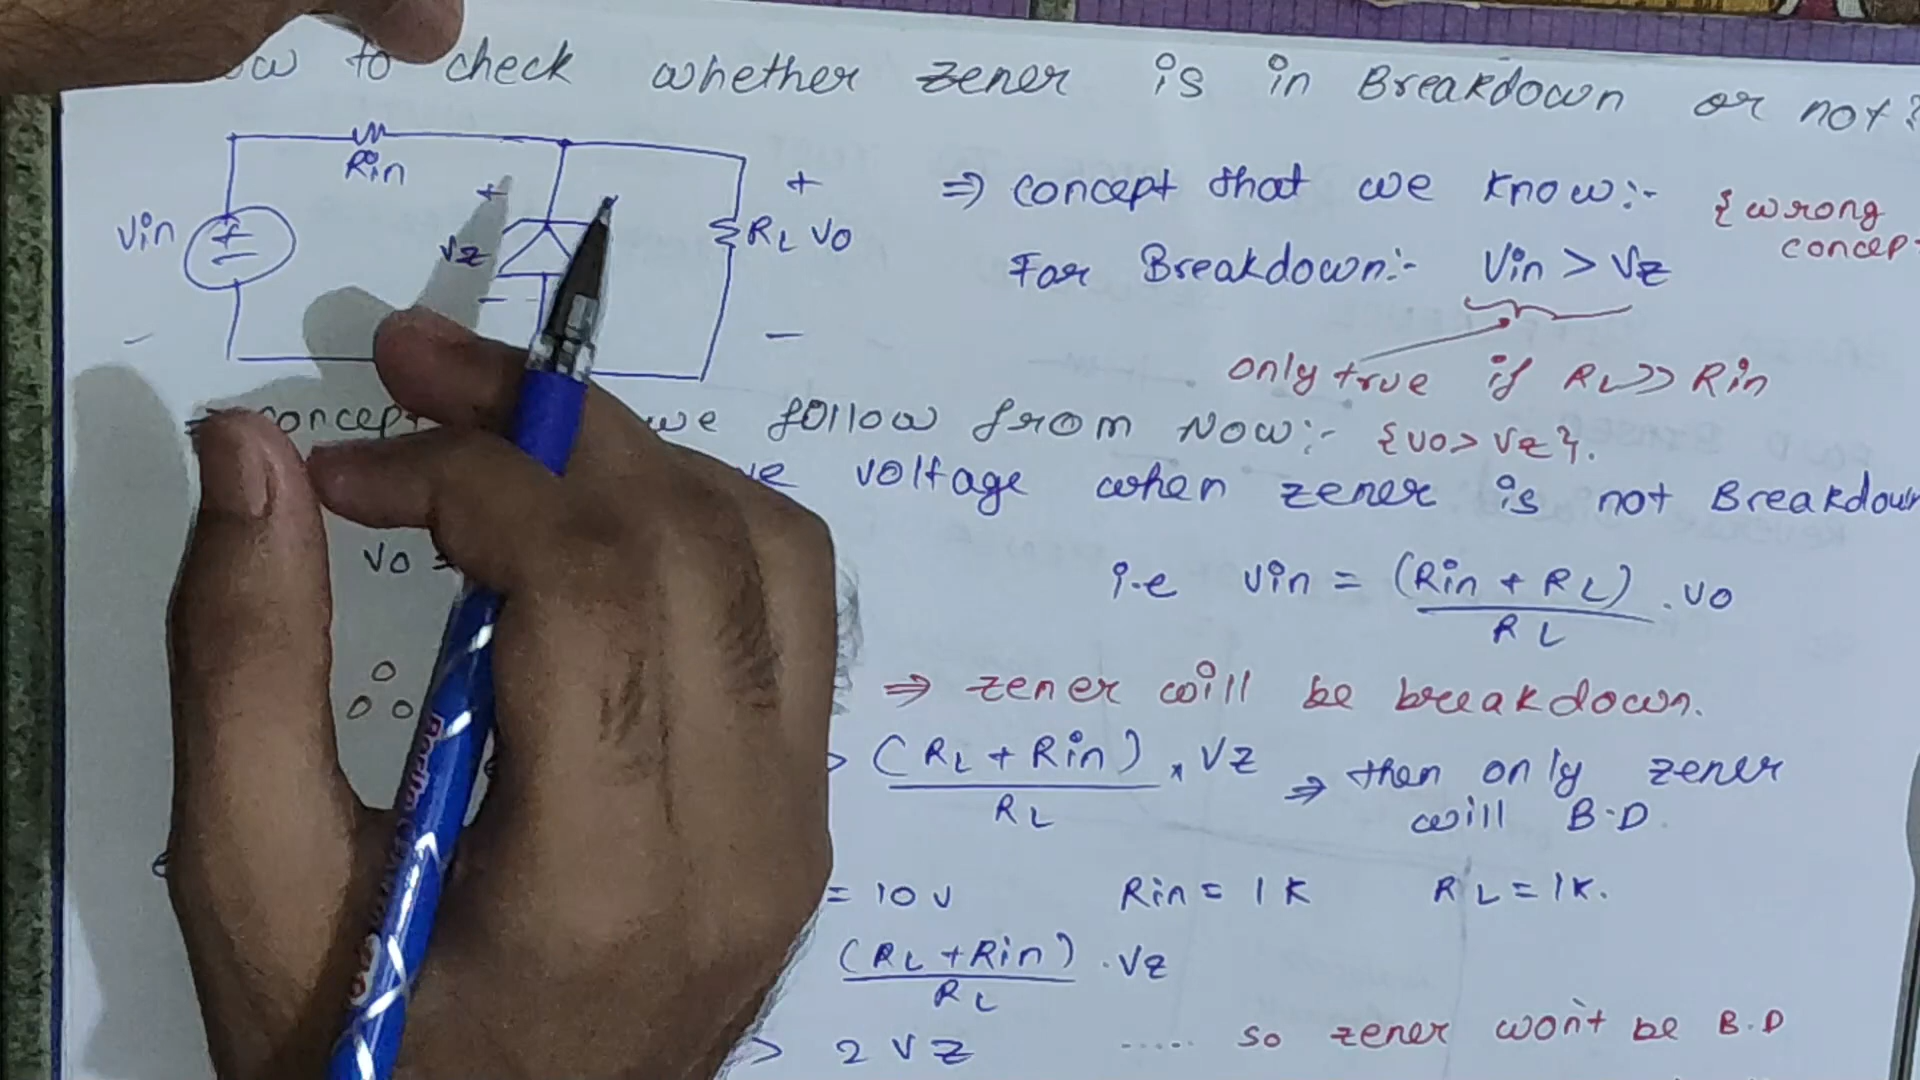 to check whether zener is in Breakdown or not?
Rin
+
Vin
Vz
RL Vo
+
-
-
⇒ concept that we know:-
{wrong
For Breakdown:- Vin > Vz
only true if RL >> Rin
⇒ concept we follow from Now:- {Vo > Vz}.
voltage when zener is not
Vo =
i.e Vin = (Rin + RL) . Vo
RL
⇒ zener will be breakdown.
> (RL + Rin) x Vz ⇒ then only zener
RL
will B.D.
= 10V Rin = 1K RL = 1K.
(RL + Rin) . Vz
RL
> 2 Vz ..... so zener won't be B.D